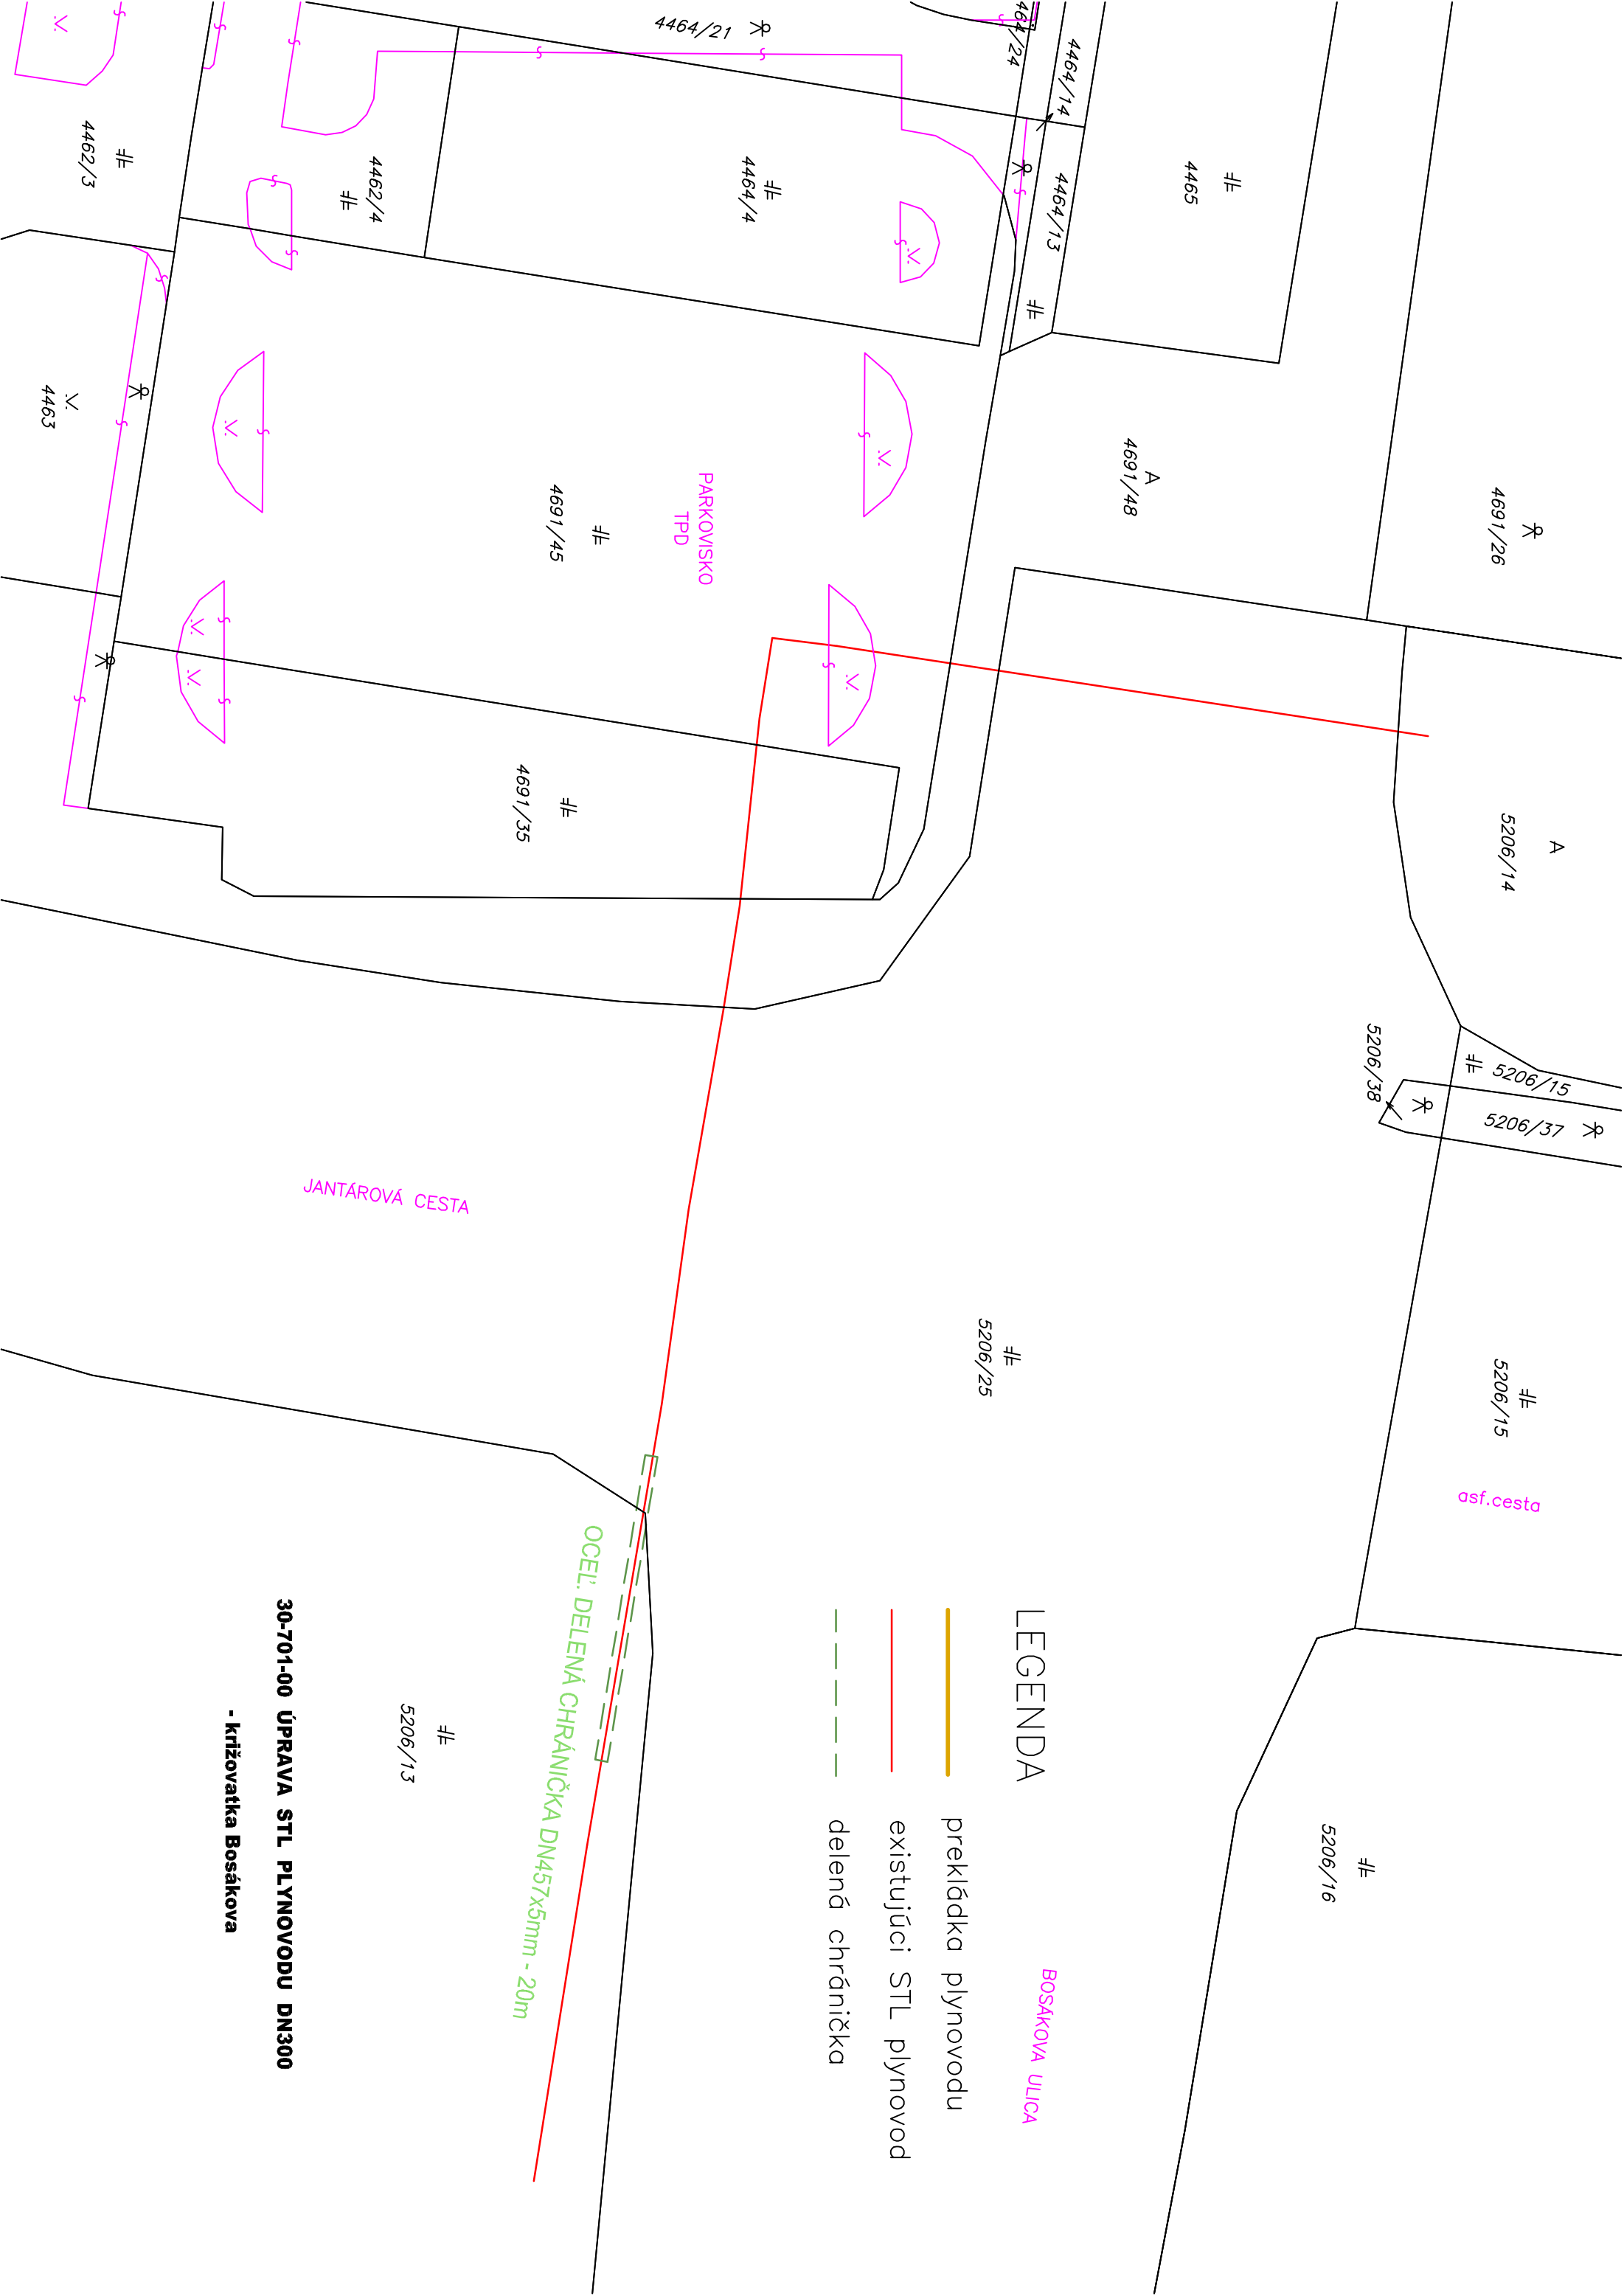 4691/26
5206/14
A
5206/15
5206/37
5206/38
5206/15
asf.cesta
5206/16
4465
4464/14
4464/24
4464/13
4691/48
A
4464/21
4464/4
4462/4
4462/3
4463
4691/45
PARKOVISKO
TPD
4691/35
5206/25
JANTÁROVÁ CESTA
BOSÁKOVA ULICA
LEGENDA
prekládka plynovodu
existujúci STL plynovod
delená chránička
OCEĽ. DELENÁ CHRÁNIČKA DN457x5mm - 20m
5206/13
30-701-00 ÚPRAVA STL PLYNOVODU DN300
- križovatka Bosákova